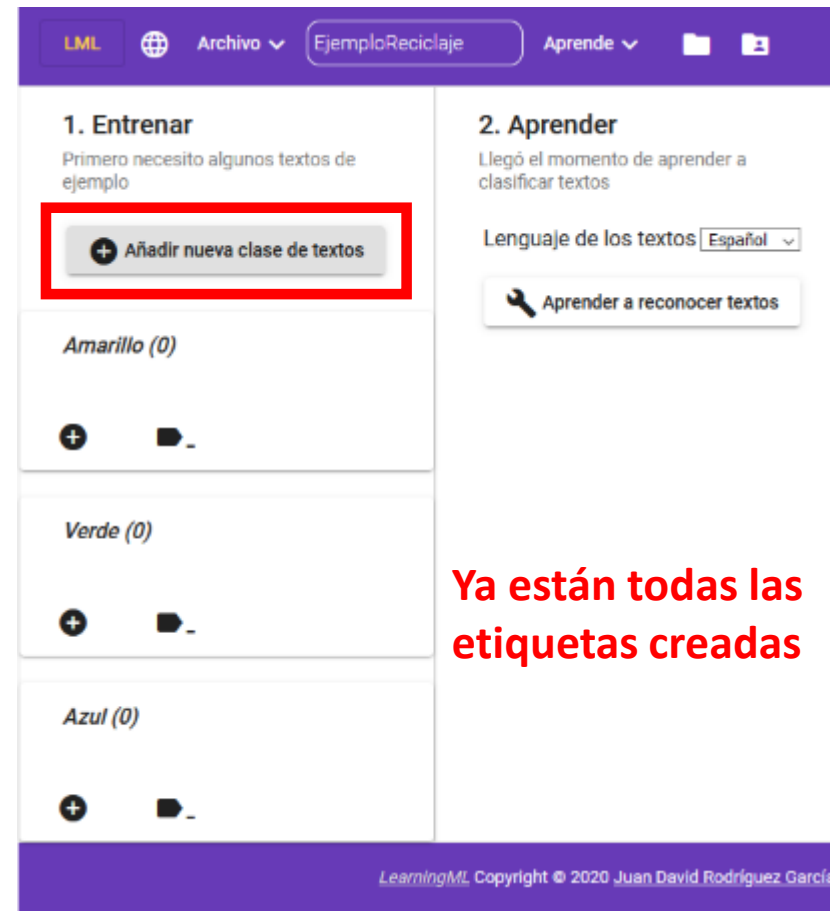 LML Archivo EjemploReciclaje Aprende
1. Entrenar
Primero necesito algunos textos de
ejemplo
Añadir nueva clase de textos
Amarillo (0)
Verde (0)
Azul (0)
2. Aprender
Llegó el momento de aprender a
clasificar textos
Lenguaje de los textos Español
Aprender a reconocer textos
Ya están todas las
etiquetas creadas
LearningML Copyright © 2020 Juan David Rodríguez García